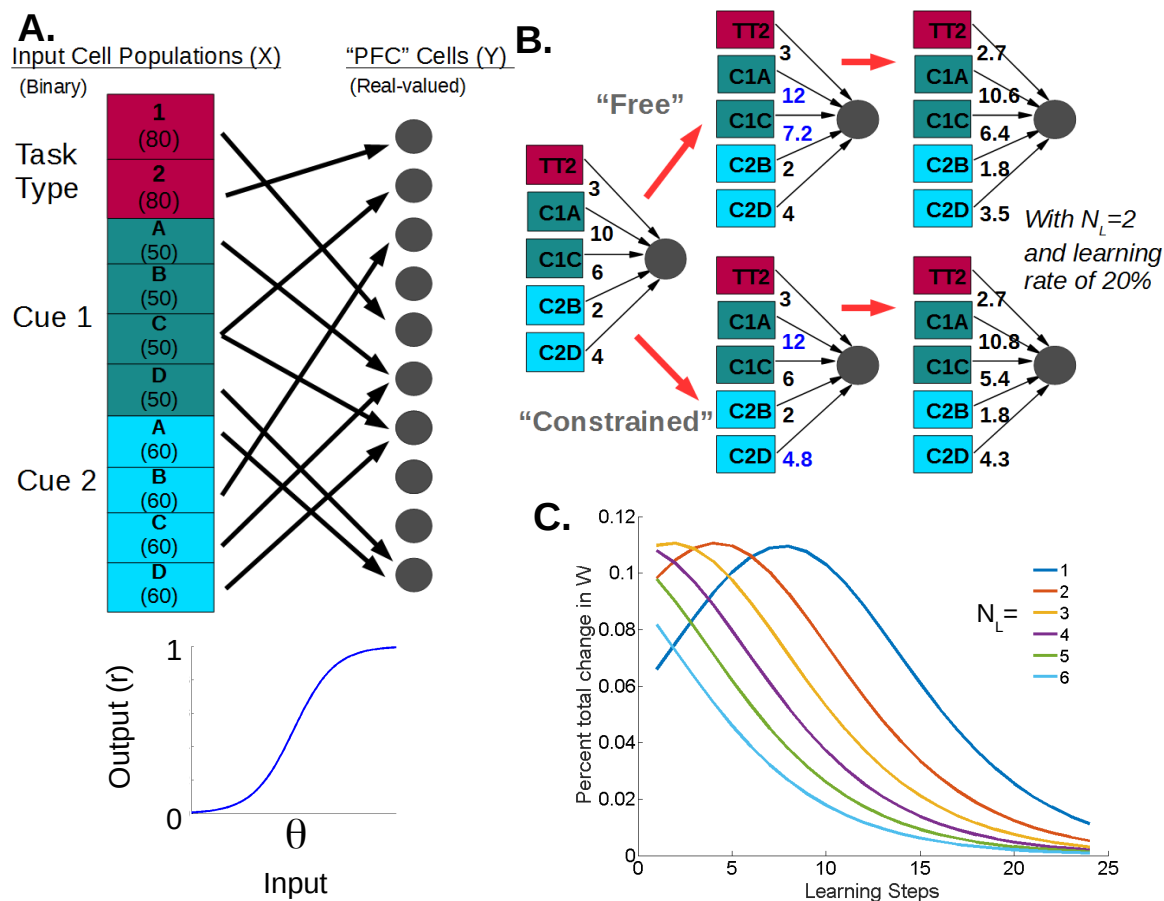 A.
Input Cell Populations (X)
(Binary)
“PFC” Cells (Y)
(Real-valued)
Task
Type
Cue 1
Cue 2
1
(80)
2
(80)
A
(50)
B
(50)
C
(50)
D
(50)
A
(60)
B
(60)
C
(60)
D
(60)
Output (r)
1
0
θ
Input
B.
TT2
C1A
C1C
C2B
C2D
3
10
6
2
4
“Free”
TT2
C1A
C1C
C2B
C2D
3
12
7.2
2
4
TT2
C1A
C1C
C2B
C2D
2.7
10.6
6.4
1.8
3.5
“Constrained”
TT2
C1A
C1C
C2B
C2D
3
12
6
2
4.8
TT2
C1A
C1C
C2B
C2D
2.7
10.8
5.4
1.8
4.3
With NL=2
and learning
rate of 20%
C.
Percent total change in W
0.12
0.1
0.08
0.06
0.04
0.02
0
0
5
10
15
20
25
Learning Steps
NL=
1
2
3
4
5
6